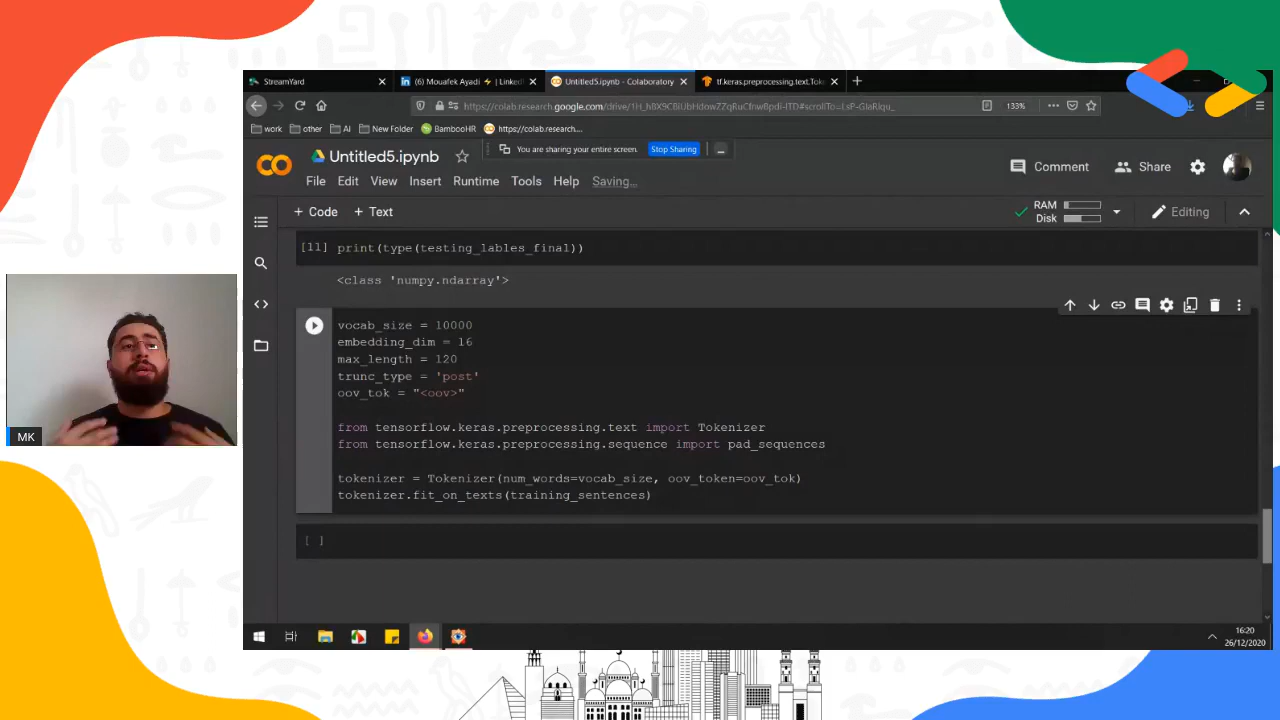 StreamYard
(6) Mouafek Ayadi ⚡ | Linked
Untitled5.ipynb - Colaboratory
tf.keras.preprocessing.text.Tok
133%
work
other
AI
New Folder
BambooHR
https://colab.research....
Untitled5.ipynb
You are sharing your entire screen.
Stop Sharing
Comment
Share
File Edit View Insert Runtime Tools Help Saving...
+ Code + Text
RAM
Disk
Editing
[11] print(type(testing_lables_final))
<class 'numpy.ndarray'>
vocab_size = 10000
embedding_dim = 16
max_length = 120
trunc_type = 'post'
oov_tok = "<oov>"
from tensorflow.keras.preprocessing.text import Tokenizer
from tensorflow.keras.preprocessing.sequence import pad_sequences
tokenizer = Tokenizer(num_words=vocab_size, oov_token=oov_tok)
tokenizer.fit_on_texts(training_sentences)
[ ]
MK
16:20
26/12/2020